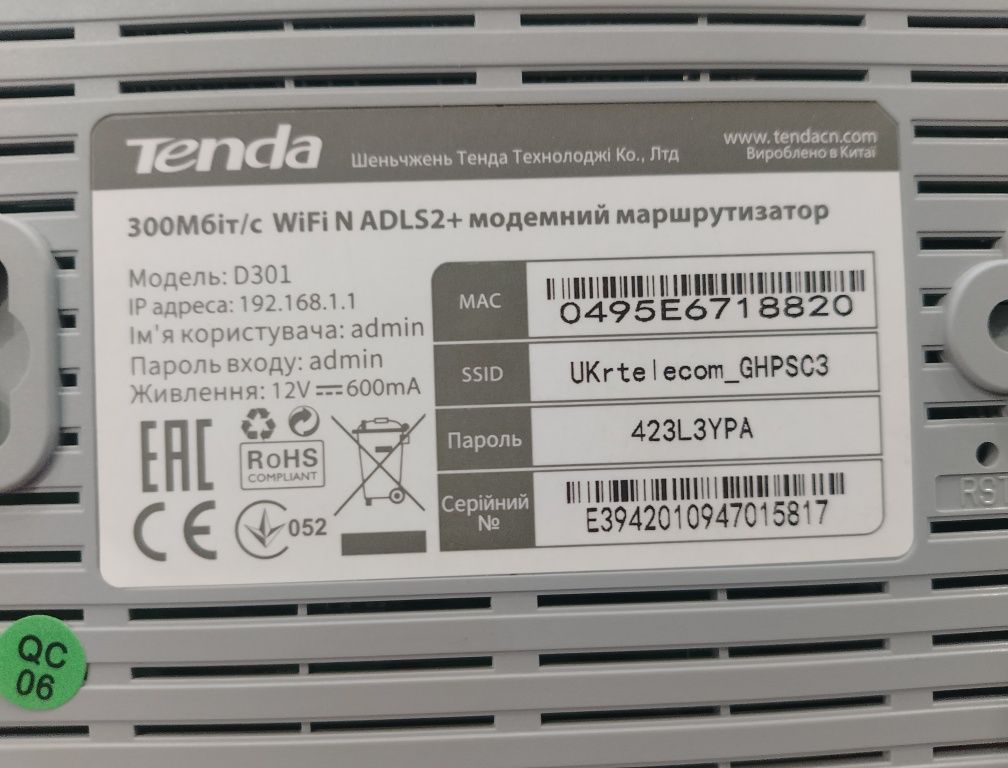 Tenda
Шеньчжень Тенда Технолоджі Ко., Лтд
www.tendacn.com
Вироблено в Китаї
300Мбіт/с WiFi N ADLS2+ модемний маршрутизатор
Модель: D301
IP адреса: 192.168.1.1
Ім'я користувача: admin
Пароль входу: admin
Живлення: 12V 600mA
MAC
0495E6718820
SSID
UKrtelecom_GHPSC3
Пароль
423L3YPA
Серійний
№
E3942010947015817
EAC
RoHS
COMPLIANT
CE
052
RST
QC
06